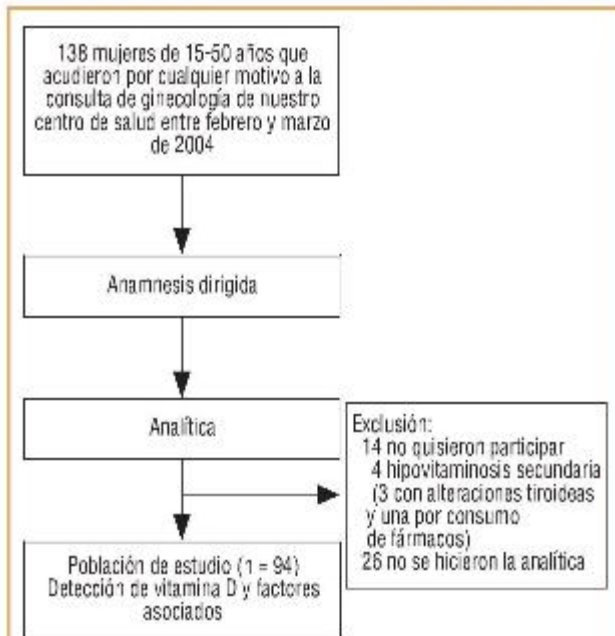 138 mujeres de 15-50 años que
acudieron por cualquier motivo a la
consulta de ginecología de nuestro
centro de salud entre febrero y marzo
de 2004
Anamnesis dirigida
Analítica
Exclusión:
14 no quisieron participar
4 hipovitaminosis secundaria
(3 con alteraciones tiroideas
y una por consumo
de fármacos)
26 no se hicieron la analítica
Población de estudio (n = 94)
Detección de vitamina D y factores
asociados